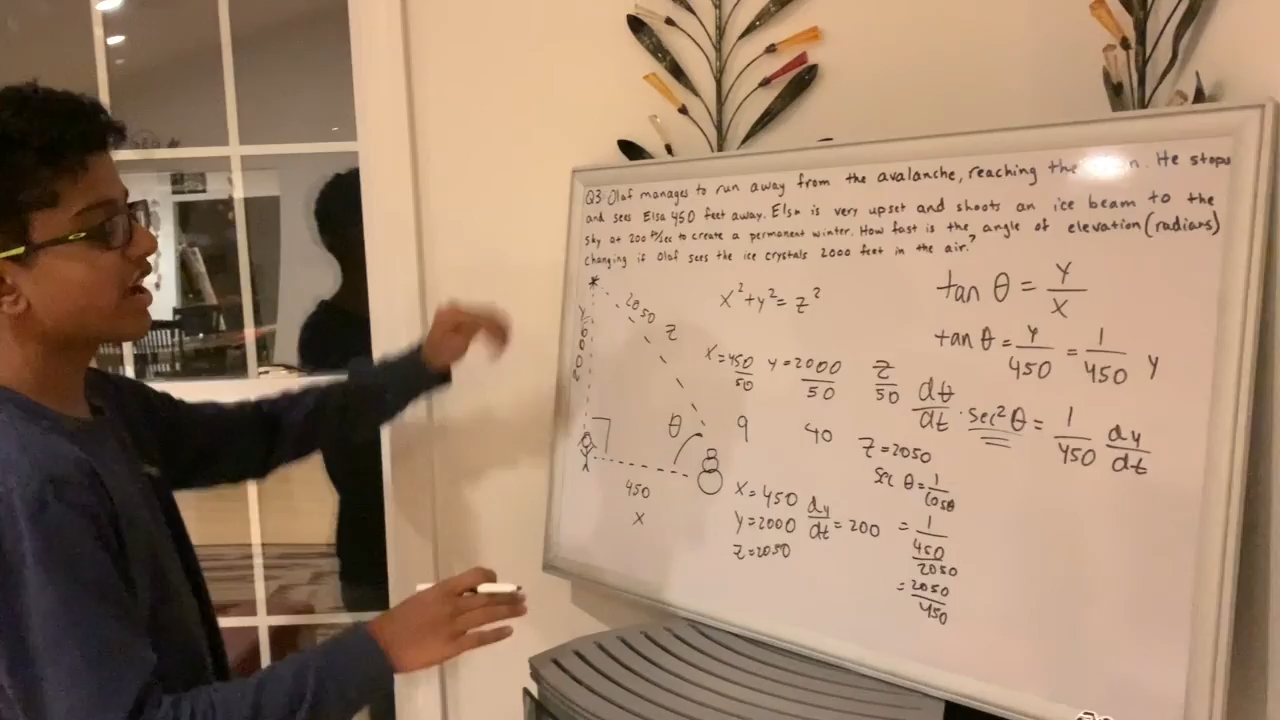 Q3: Olaf manages to run away from the avalanche, reaching the He stops
and sees Elsa 450 feet away. Elsa is very upset and shoots an ice beam to the
sky at 200 ft/sec to create a permanent winter. How fast is the angle of elevation (radians)
changing if Olaf sees the ice crystals 2000 feet in the air?
2050
z
y
2000
θ
450
x
x² + y² = z²
x = 450/50 y = 2000/50 z/50
9 40
z = 2050
x = 450
y = 2000 dy/dt = 200
z = 2050
tan θ = y/x
tan θ = y/450 = 1/450 y
dθ/dt · sec² θ = 1/450 dy/dt
sec θ = 1/cos θ
= 1/(450/2050)
= 2050/450